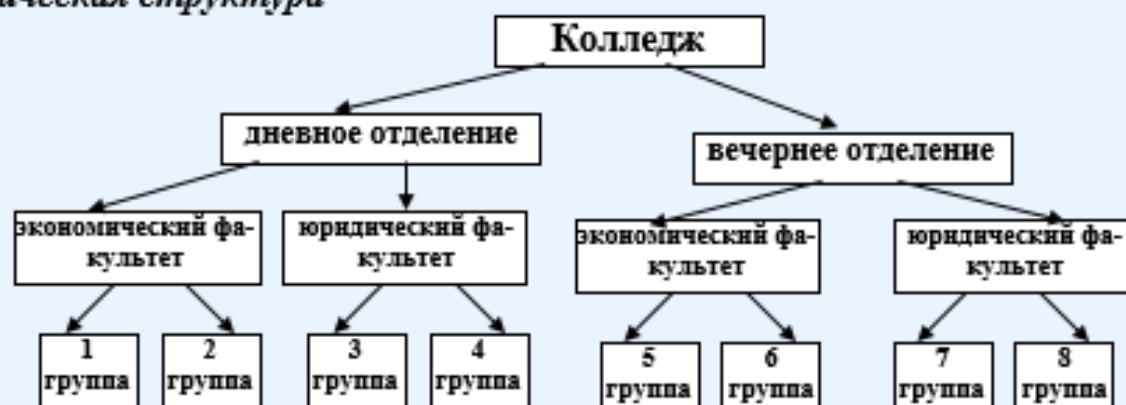 структура
Колледж
дневное отделение
вечернее отделение
экономический фа-
культет
юридический фа-
культет
экономический фа-
культет
юридический фа-
культет
1
группа
2
группа
3
группа
4
группа
5
группа
6
группа
7
группа
8
группа